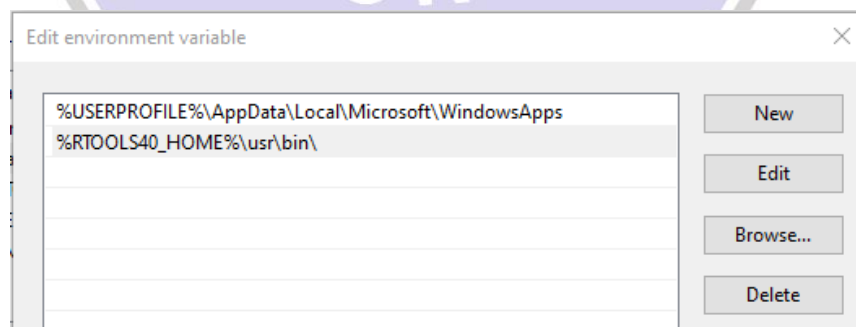 Edit environment variable
%USERPROFILE%\AppData\Local\Microsoft\WindowsApps
%RTOOLS40_HOME%\usr\bin\
New
Edit
Browse...
Delete